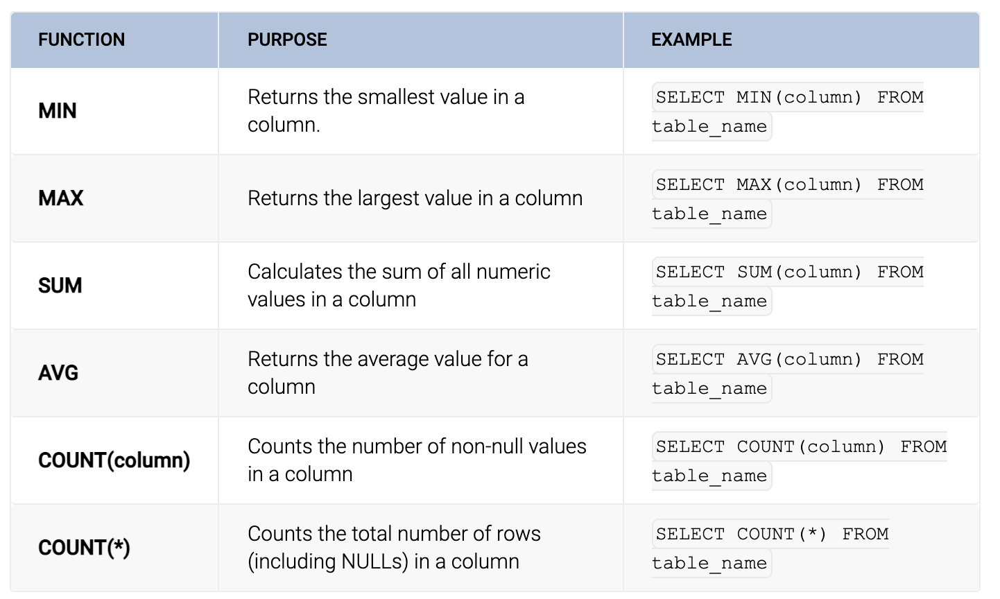 FUNCTION PURPOSE EXAMPLE
MIN
Returns the smallest value in a
column.
SELECT MIN(column) FROM
table_name
MAX
Returns the largest value in a column
SELECT MAX(column) FROM
table_name
SUM
Calculates the sum of all numeric
values in a column
SELECT SUM(column) FROM
table_name
AVG
Returns the average value for a
column
SELECT AVG(column) FROM
table_name
COUNT(column)
Counts the number of non-null values
in a column
SELECT COUNT(column) FROM
table_name
COUNT(*)
Counts the total number of rows
(including NULLs) in a column
SELECT COUNT(*) FROM
table_name